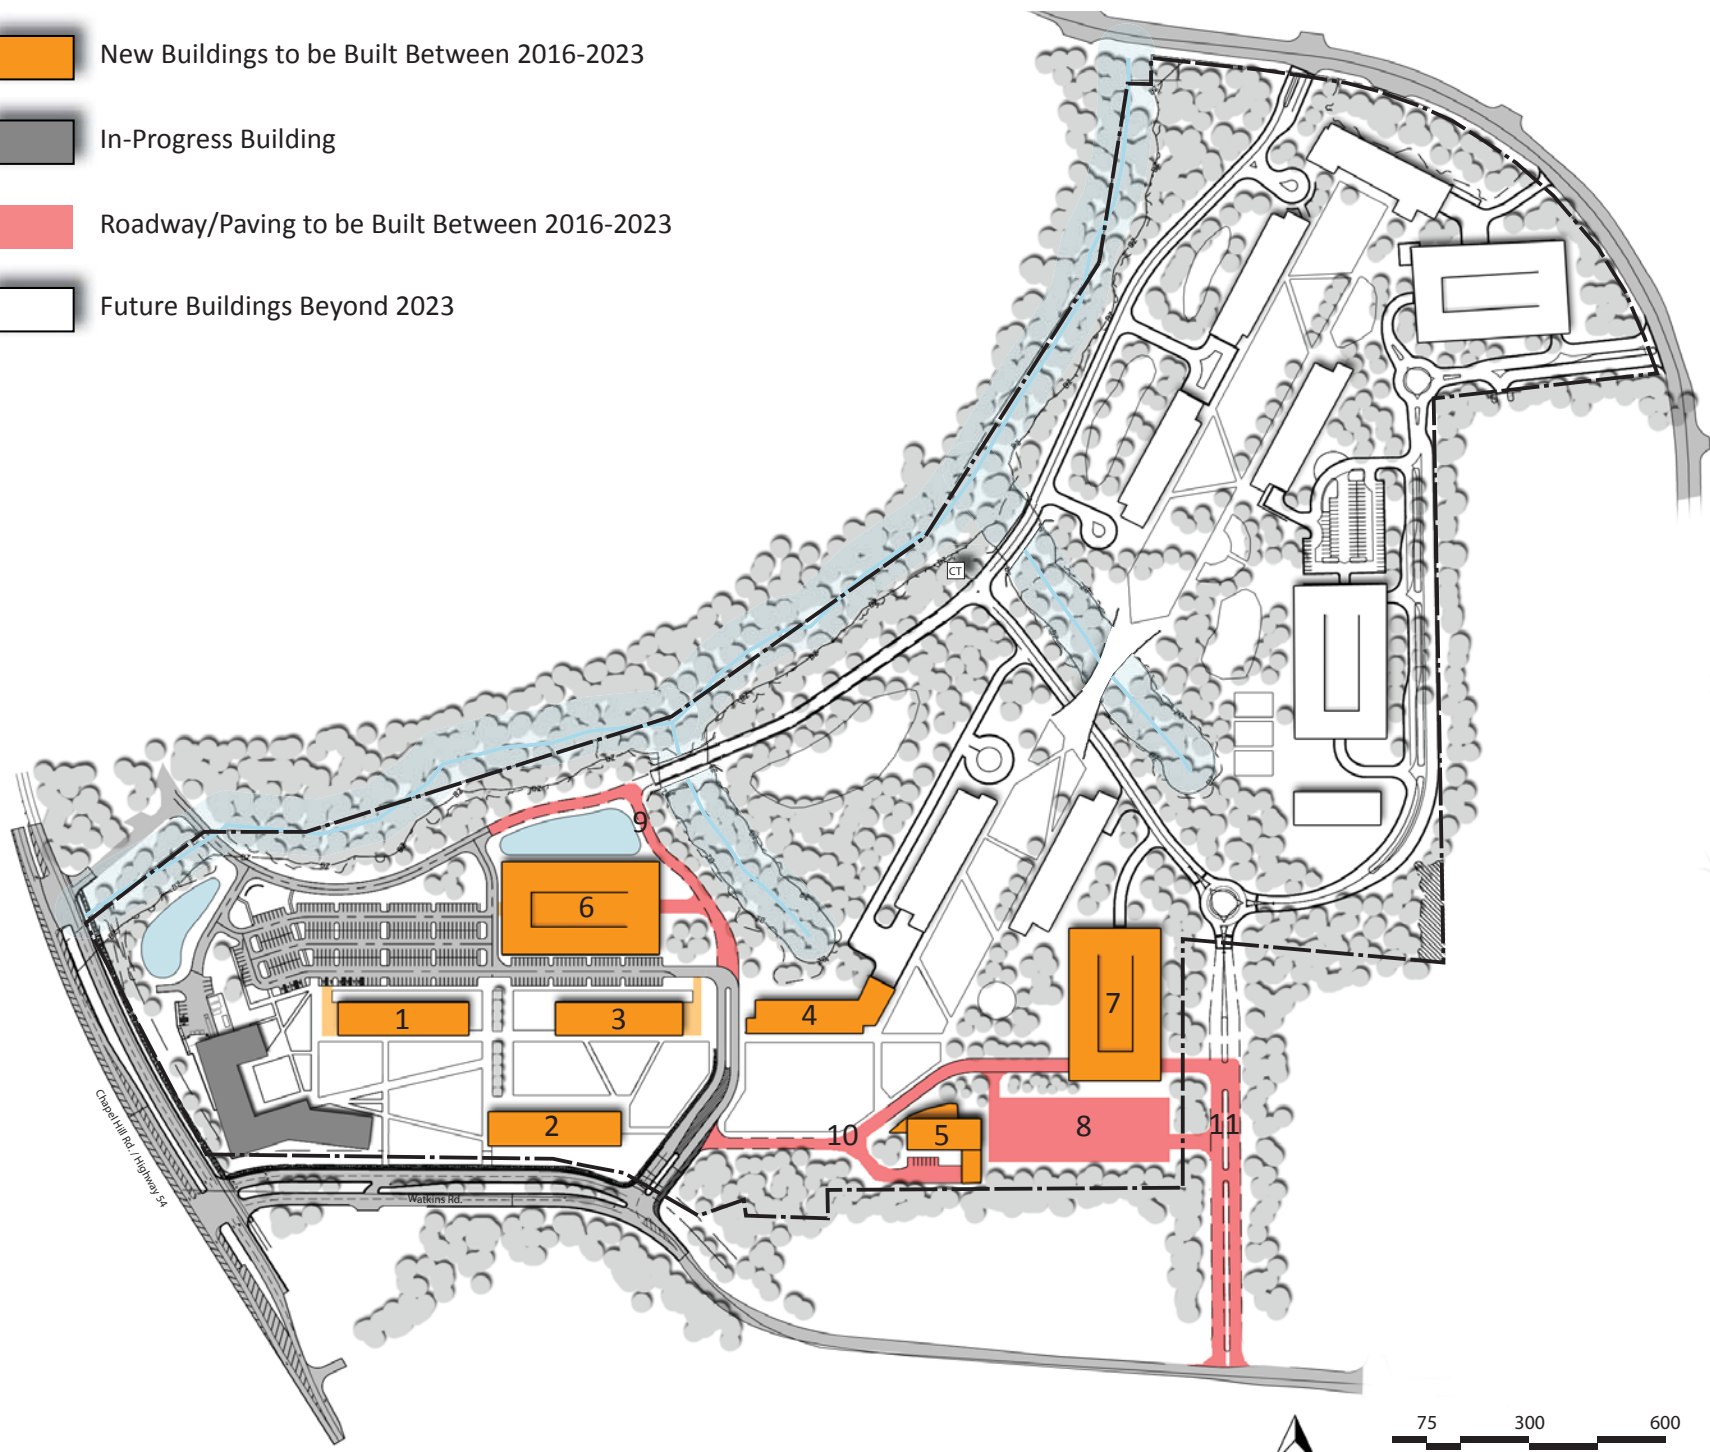 New Buildings to be Built Between 2016-2023
In-Progress Building
Roadway/Paving to be Built Between 2016-2023
Future Buildings Beyond 2023
CT
9
6
7
1
3
4
8
2
10
5
11
Chapel Hill Rd. / Highway 54
Watkins Rd.
75 300 600